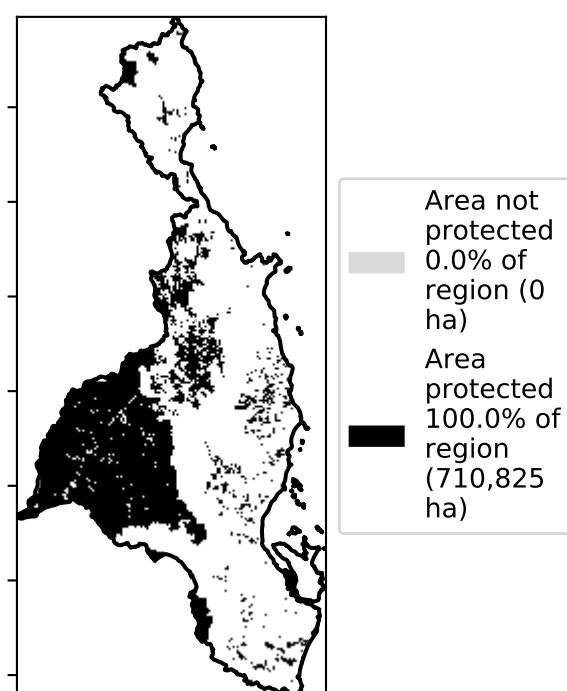 Area not
protected
0.0% of
region (0
ha)
Area
protected
100.0% of
region
(710,825
ha)